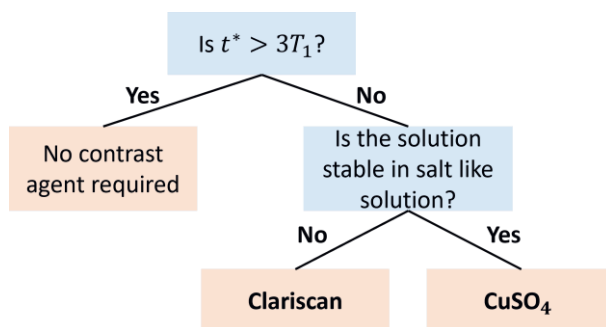 Is t* > 3T₁?
Yes
No
No contrast
agent required
Is the solution
stable in salt like
solution?
No
Yes
Clariscan
CuSO₄